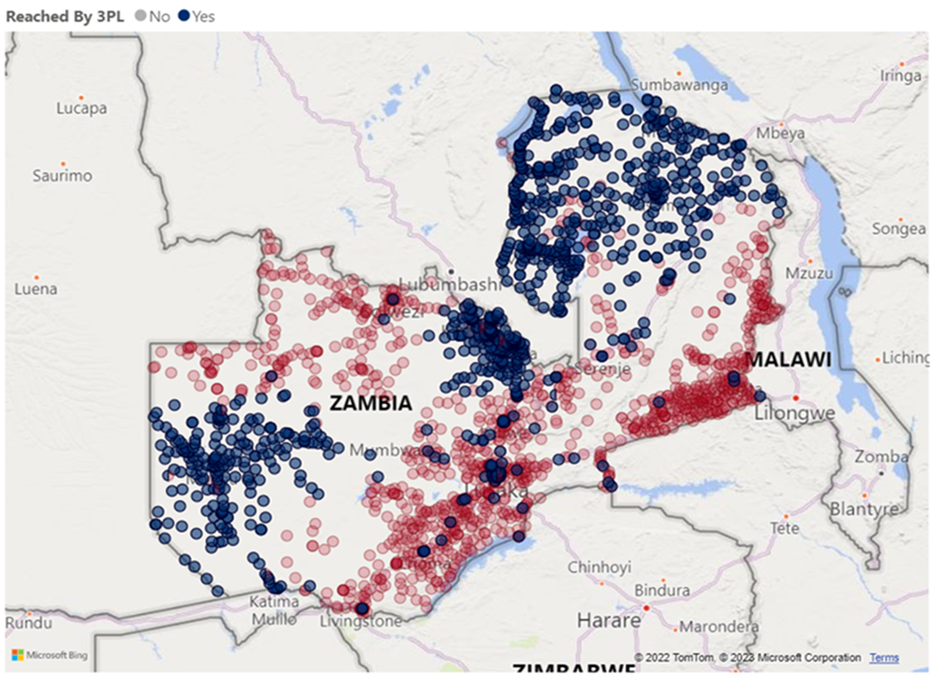 Reached By 3PL No Yes
Sumbawanga
Iringa
Lucapa
Mbeya
Saurimo
Songea
Mzuzu
Luena
Lubumbashi
MALAWI
Liching
Serenje
ZAMBIA
Lilongwe
Mumbwa
Zomba
Blantyre
Tete
Chinhoyi
Bindura
Katima
Mulilo
Rundu
Livingstone
Harare
Marondera
Microsoft Bing
© 2022 TomTom, © 2023 Microsoft Corporation Terms
ZIMBABWE